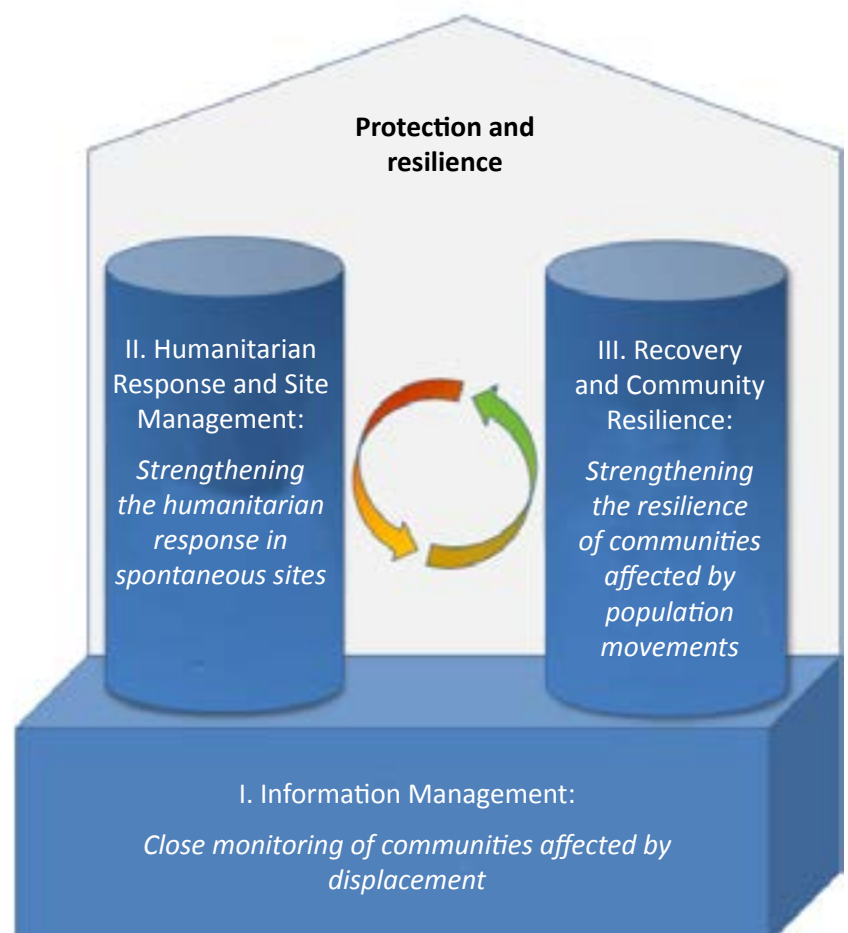 Protection and
resilience
II. Humanitarian
Response and Site
Management:
Strengthening
the humanitarian
response in
spontaneous sites
III. Recovery
and Community
Resilience:
Strengthening
the resilience
of communities
affected by
population
movements
I. Information Management:
Close monitoring of communities affected by
displacement